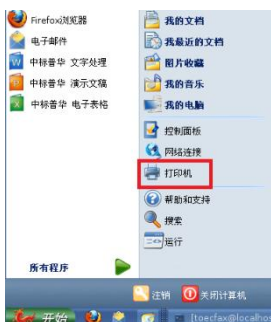 Firefox浏览器
电子邮件
中标普华 文字处理
中标普华 演示文稿
中标普华 电子表格
所有程序
我的文档
我最近的文档
图片收藏
我的音乐
我的电脑
控制面板
网络连接
打印机
帮助和支持
搜索
运行
注销
关闭计算机
开始
[toecfax@localhos